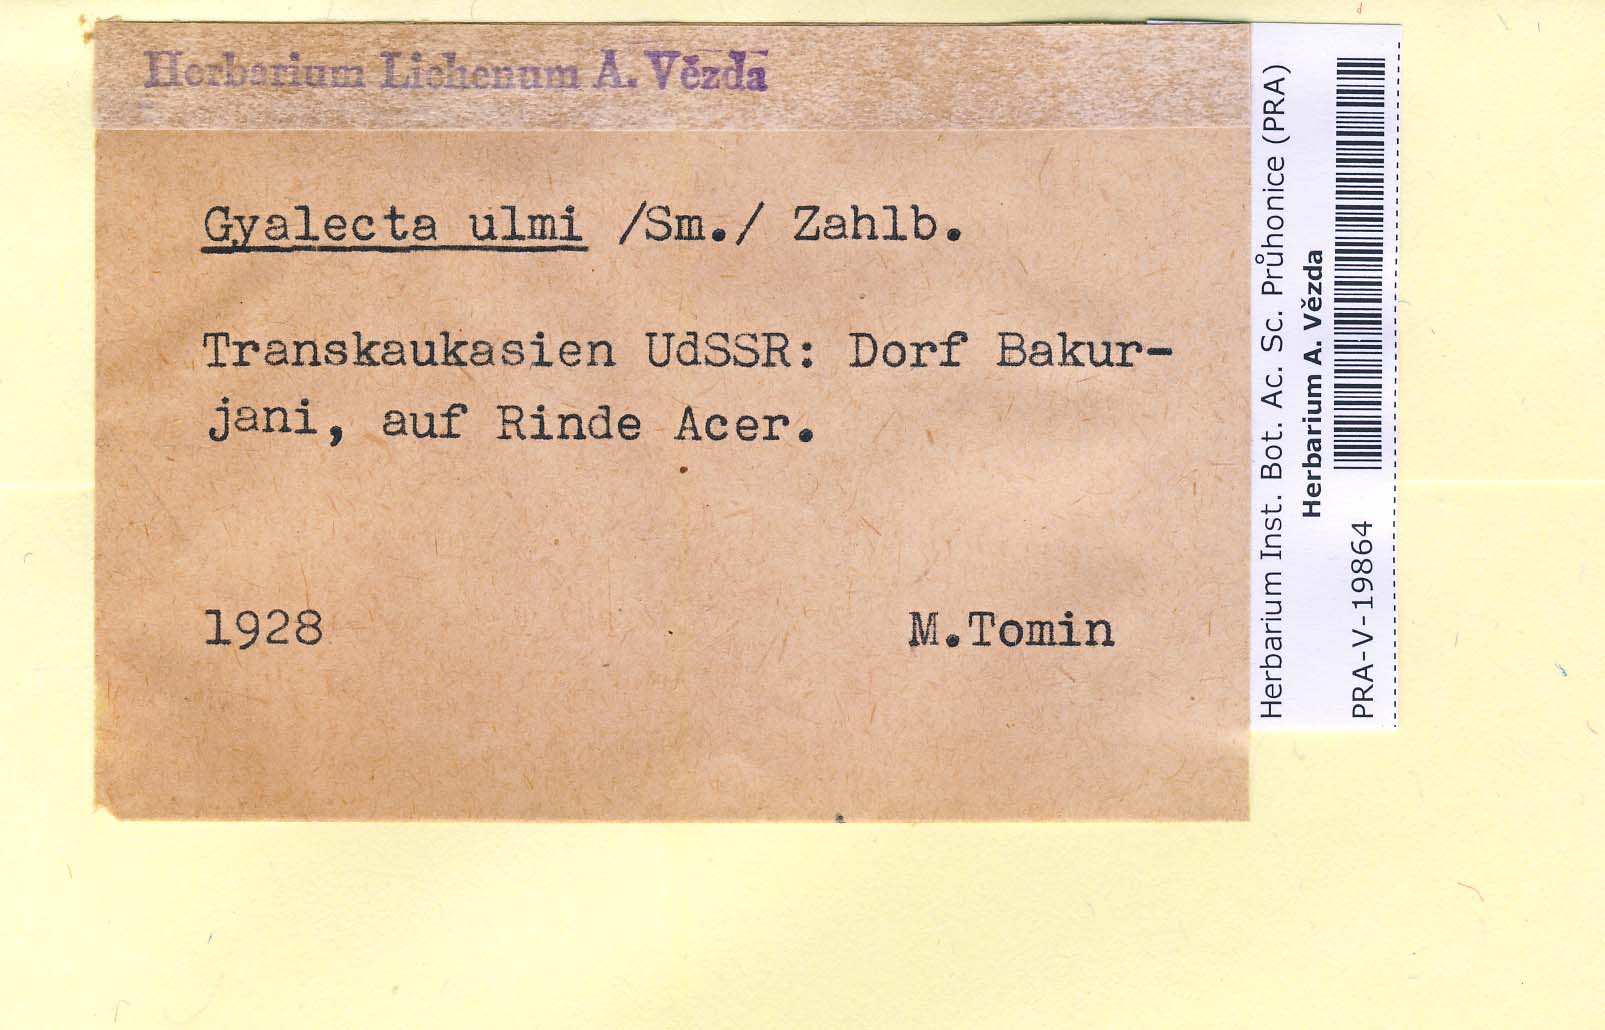 Herbarium Lichenum A. Vězda
Gyalecta ulmi /Sm./ Zahlb.
Transkaukasien UdSSR: Dorf Bakur-
jani, auf Rinde Acer.
1928 M.Tomin
Herbarium Inst. Bot. Ac. Sc. Průhonice (PRA)
Herbarium A. Vězda
PRA-V-19864